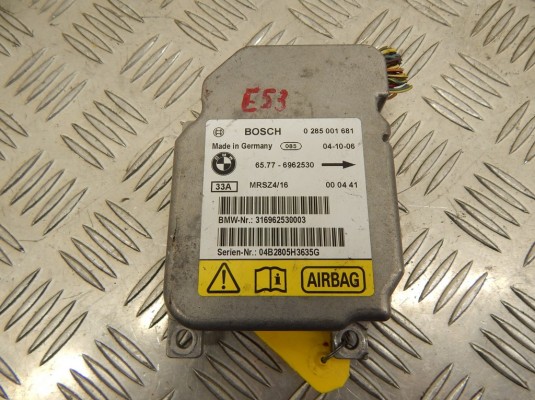 E53
BOSCH 0 285 001 681
Made in Germany 085 04-10-06
65.77 - 6962530
33A MRSZ4/16 00 04 41
BMW-Nr.: 316962530003
Serien-Nr.: 04B2805H3635G
AIRBAG